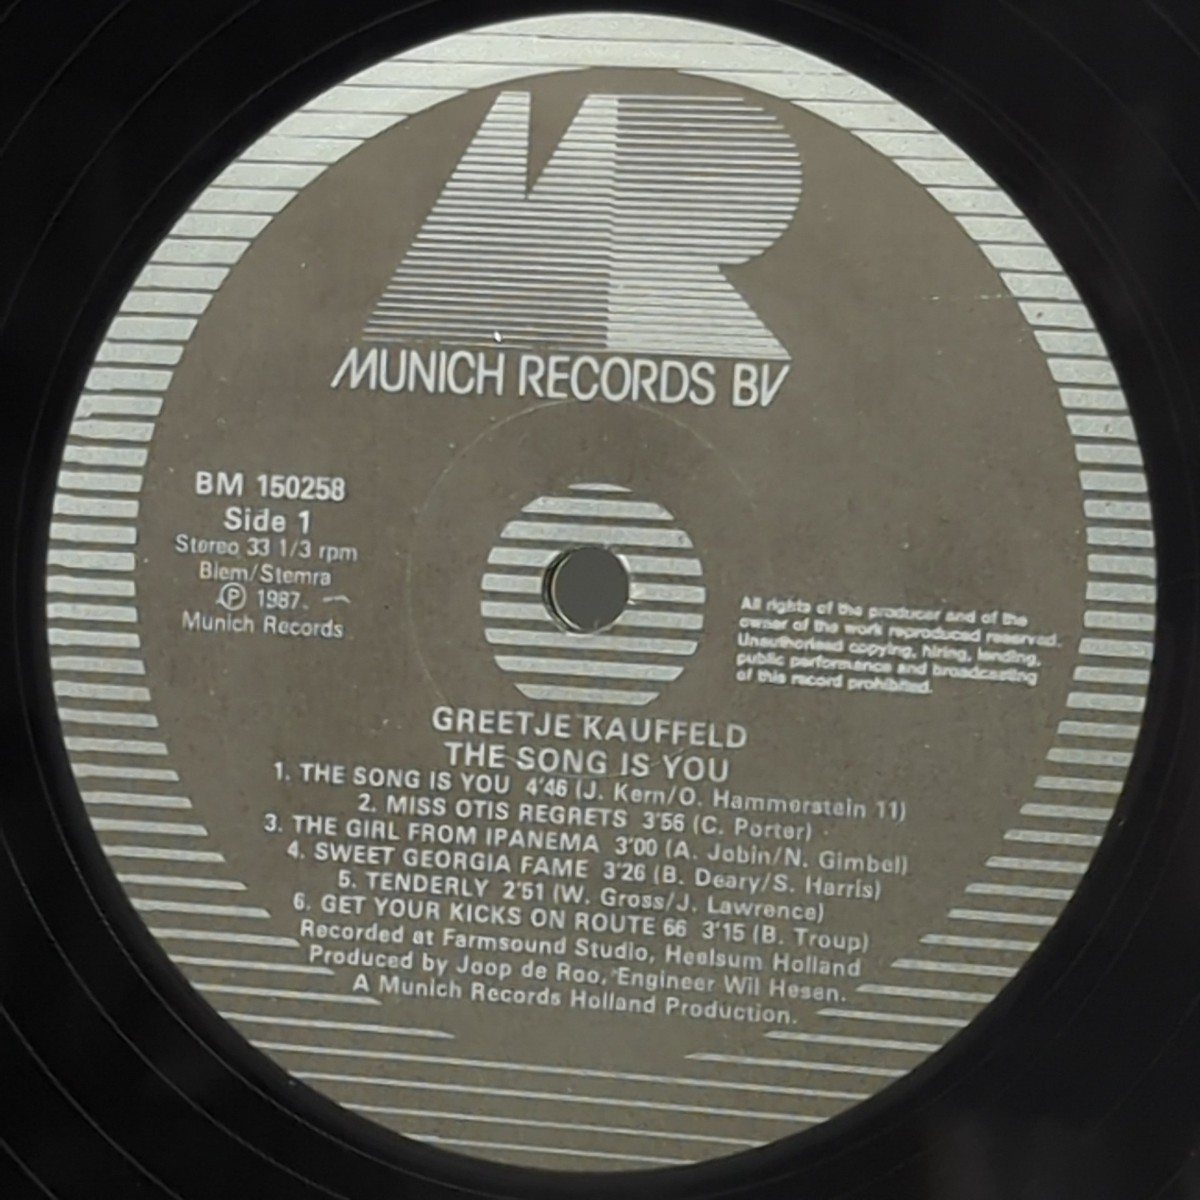 MR
MUNICH RECORDS BV
BM 150258
Side 1
Stereo 33 1/3 rpm
Biem/Stemra
Ⓟ 1987.
Munich Records
All rights of the producer and of the
owner of the work reproduced reserved.
Unauthorised copying, hiring, lending,
public performance and broadcasting
of this record prohibited.
GREETJE KAUFFELD
THE SONG IS YOU
1. THE SONG IS YOU 4'46 (J. Kern/O. Hammerstein 11)
2. MISS OTIS REGRETS 3'56 (C. Porter)
3. THE GIRL FROM IPANEMA 3'00 (A. Jobin/N. Gimbel)
4. SWEET GEORGIA FAME 3'26 (B. Deary/S. Harris)
5. TENDERLY 2'51 (W. Gross/J. Lawrence)
6. GET YOUR KICKS ON ROUTE 66 3'15 (B. Troup)
Recorded at Farmsound Studio, Heelsum Holland
Produced by Joop de Roo, Engineer Wil Hesen.
A Munich Records Holland Production.